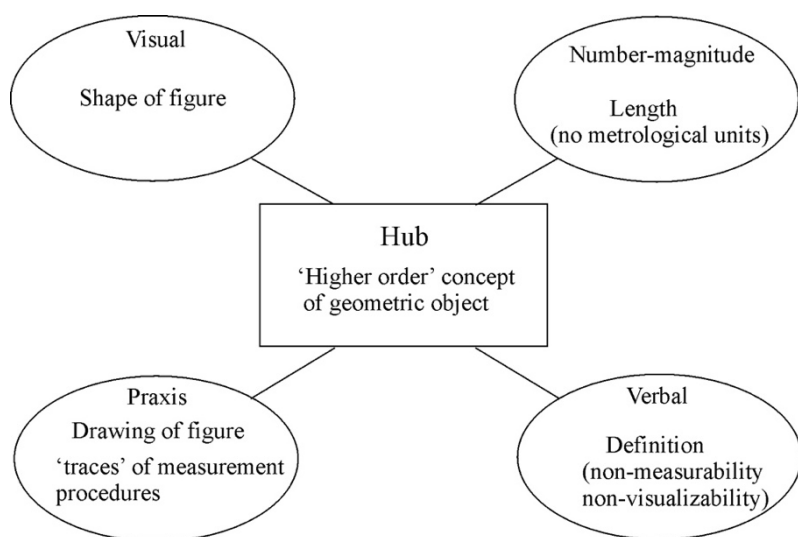 Visual
Shape of figure
Number-magnitude
Length
(no metrological units)
Hub
‘Higher order’ concept
of geometric object
Praxis
Drawing of figure
‘traces’ of measurement
procedures
Verbal
Definition
(non-measurability
non-visualizability)